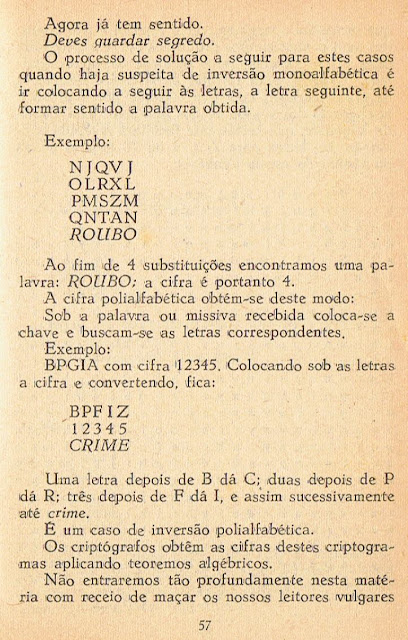 Agora já tem sentido.
Deves guardar segredo.
O processo de solução a seguir para estes casos
quando haja suspeita de inversão monoalfabética é
ir colocando a seguir às letras, a letra seguinte, até
formar sentido a palavra obtida.
Exemplo:
NJQVJ
OLRXL
PMSZM
QNTAN
ROUBO
Ao fim de 4 substituições encontramos uma pa-
lavra: ROUBO; a cifra é portanto 4.
A cifra polialfabética obtém-se deste modo:
Sob a palavra ou missiva recebida coloca-se a
chave e buscam-se as letras correspondentes.
Exemplo:
BPGIA com cifra 12345. Colocando sob as letras
a cifra e convertendo, fica:
BPFIZ
12345
CRIME
Uma letra depois de B dá C; duas depois de P
dá R; três depois de F dá I, e assim sucessivamente
até crime.
É um caso de inversão polialfabética.
Os criptógrafos obtêm as cifras destes criptogra-
mas aplicando teoremos algébricos.
Não entraremos tão profundamente nesta maté-
ria com receio de maçar os nossos leitores vulgares
57